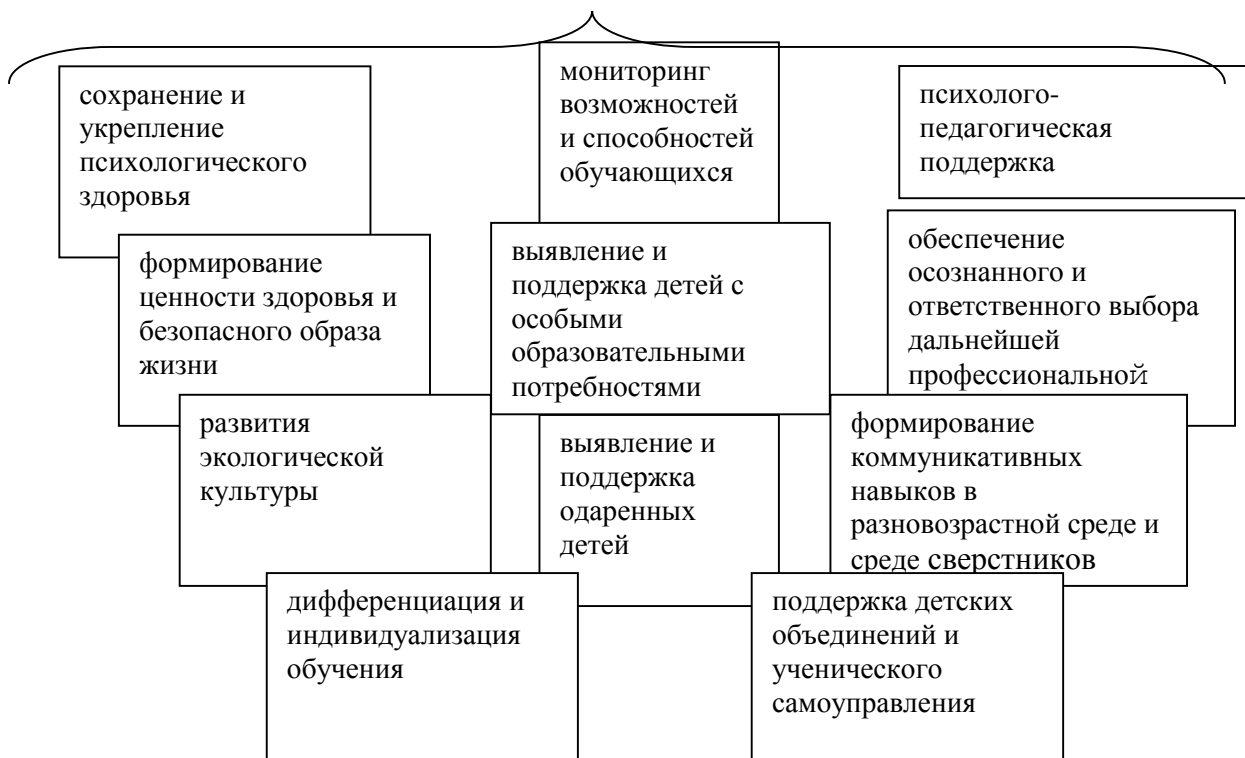 сохранение и
укрепление
психологического
здоровья
мониторинг
возможностей
и способностей
обучающихся
психолого-
педагогическая
поддержка
формирование
ценности здоровья и
безопасного образа
жизни
выявление и
поддержка детей с
особыми
образовательными
потребностями
обеспечение
осознанного и
ответственного выбора
дальнейшей
профессиональной
развития
экологической
культуры
выявление и
поддержка
одаренных
детей
формирование
коммуникативных
навыков в
разновозрастной среде и
среде сверстников
дифференциация и
индивидуализация
обучения
поддержка детских
объединений и
ученического
самоуправления